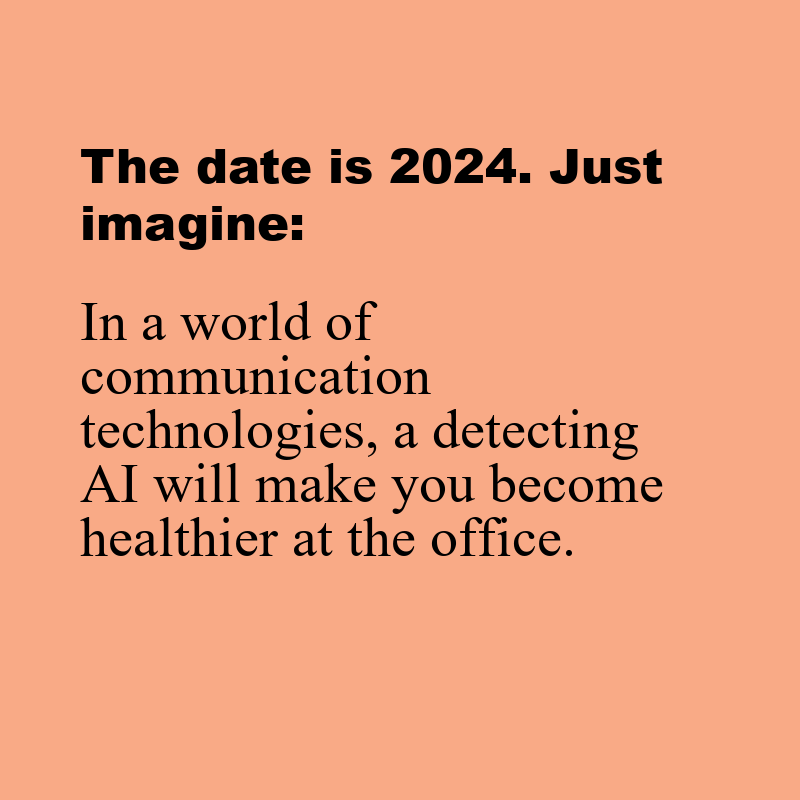 The date is 2024. Just
imagine:
In a world of
communication
technologies, a detecting
AI will make you become
healthier at the office.